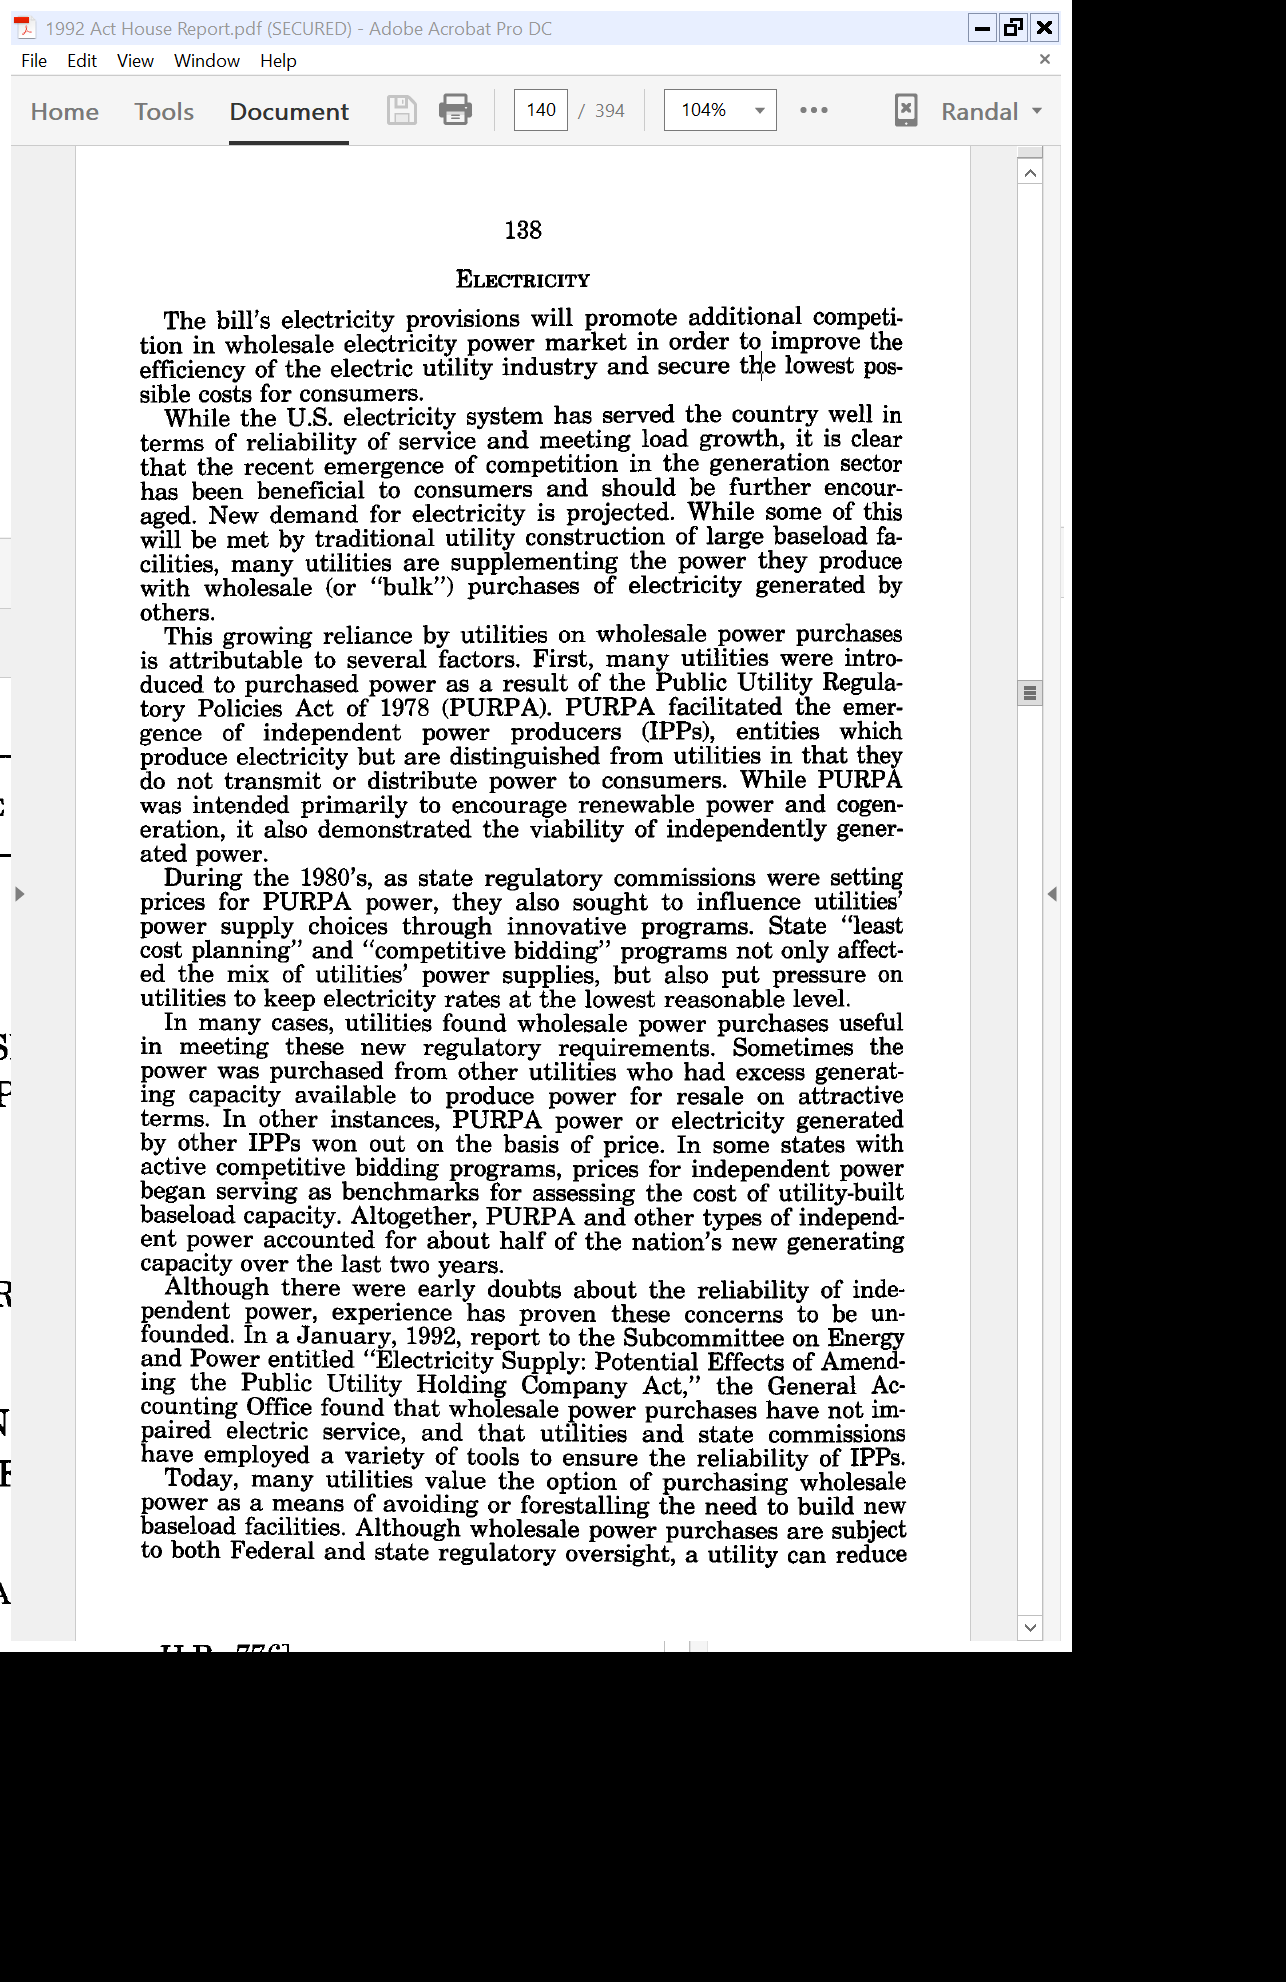 1992 Act House Report.pdf (SECURED) - Adobe Acrobat Pro DC
File Edit View Window Help
Home Tools Document 140 / 394 104% Randal
138
ELECTRICITY
The bill's electricity provisions will promote additional competi-
tion in wholesale electricity power market in order to improve the
efficiency of the electric utility industry and secure the lowest pos-
sible costs for consumers.
While the U.S. electricity system has served the country well in
terms of reliability of service and meeting load growth, it is clear
that the recent emergence of competition in the generation sector
has been beneficial to consumers and should be further encour-
aged. New demand for electricity is projected. While some of this
will be met by traditional utility construction of large baseload fa-
cilities, many utilities are supplementing the power they produce
with wholesale (or "bulk") purchases of electricity generated by
others.
This growing reliance by utilities on wholesale power purchases
is attributable to several factors. First, many utilities were intro-
duced to purchased power as a result of the Public Utility Regula-
tory Policies Act of 1978 (PURPA). PURPA facilitated the emer-
gence of independent power producers (IPPs), entities which
produce electricity but are distinguished from utilities in that they
do not transmit or distribute power to consumers. While PURPA
was intended primarily to encourage renewable power and cogen-
eration, it also demonstrated the viability of independently gener-
ated power.
During the 1980's, as state regulatory commissions were setting
prices for PURPA power, they also sought to influence utilities'
power supply choices through innovative programs. State "least
cost planning" and "competitive bidding" programs not only affect-
ed the mix of utilities' power supplies, but also put pressure on
utilities to keep electricity rates at the lowest reasonable level.
In many cases, utilities found wholesale power purchases useful
in meeting these new regulatory requirements. Sometimes the
power was purchased from other utilities who had excess generat-
ing capacity available to produce power for resale on attractive
terms. In other instances, PURPA power or electricity generated
by other IPPs won out on the basis of price. In some states with
active competitive bidding programs, prices for independent power
began serving as benchmarks for assessing the cost of utility-built
baseload capacity. Altogether, PURPA and other types of independ-
ent power accounted for about half of the nation's new generating
capacity over the last two years.
Although there were early doubts about the reliability of inde-
pendent power, experience has proven these concerns to be un-
founded. In a January, 1992, report to the Subcommittee on Energy
and Power entitled "Electricity Supply: Potential Effects of Amend-
ing the Public Utility Holding Company Act," the General Ac-
counting Office found that wholesale power purchases have not im-
paired electric service, and that utilities and state commissions
have employed a variety of tools to ensure the reliability of IPPs.
Today, many utilities value the option of purchasing wholesale
power as a means of avoiding or forestalling the need to build new
baseload facilities. Although wholesale power purchases are subject
to both Federal and state regulatory oversight, a utility can reduce